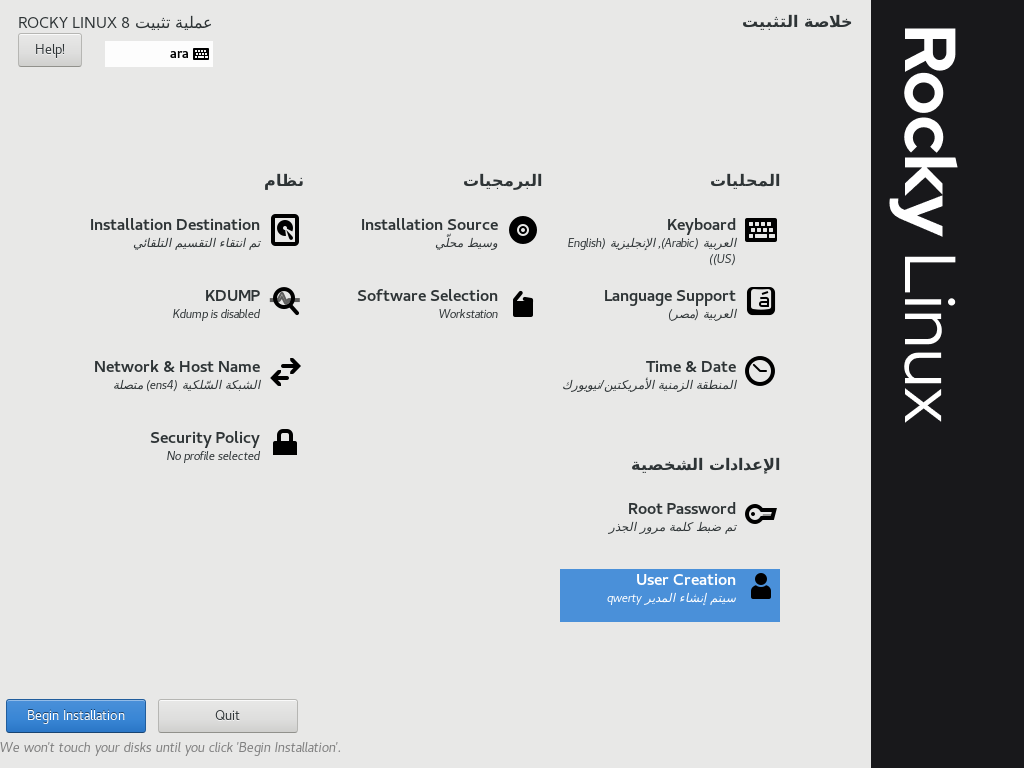 خلاصة التثبيت
عملية تثبيت ROCKY LINUX 8
ara
Help!
المحليات
Keyboard
العربية (Arabic), الإنجليزية (English (US))
Language Support
العربية (مصر)
Time & Date
المنطقة الزمنية الأمريكتين/نيويورك
البرمجيات
Installation Source
وسيط محلّي
Software Selection
Workstation
نظام
Installation Destination
تم انتقاء التقسيم التلقائي
KDUMP
Kdump is disabled
Network & Host Name
الشبكة السّلكية (ens4) متصلة
Security Policy
No profile selected
الإعدادات الشخصية
Root Password
تم ضبط كلمة مرور الجذر
User Creation
سيتم إنشاء المدير qwerty
Begin Installation
Quit
We won't touch your disks until you click 'Begin Installation'.
Rocky Linux